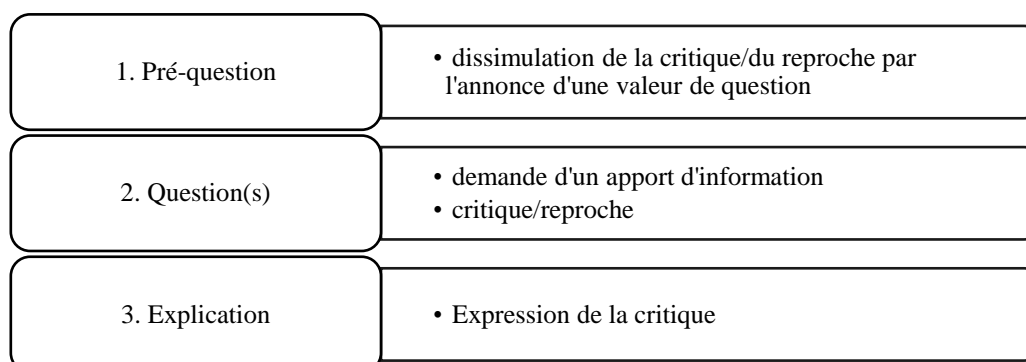 1. Pré-question
• dissimulation de la critique/du reproche par
l'annonce d'une valeur de question
2. Question(s)
• demande d'un apport d'information
• critique/reproche
3. Explication
• Expression de la critique